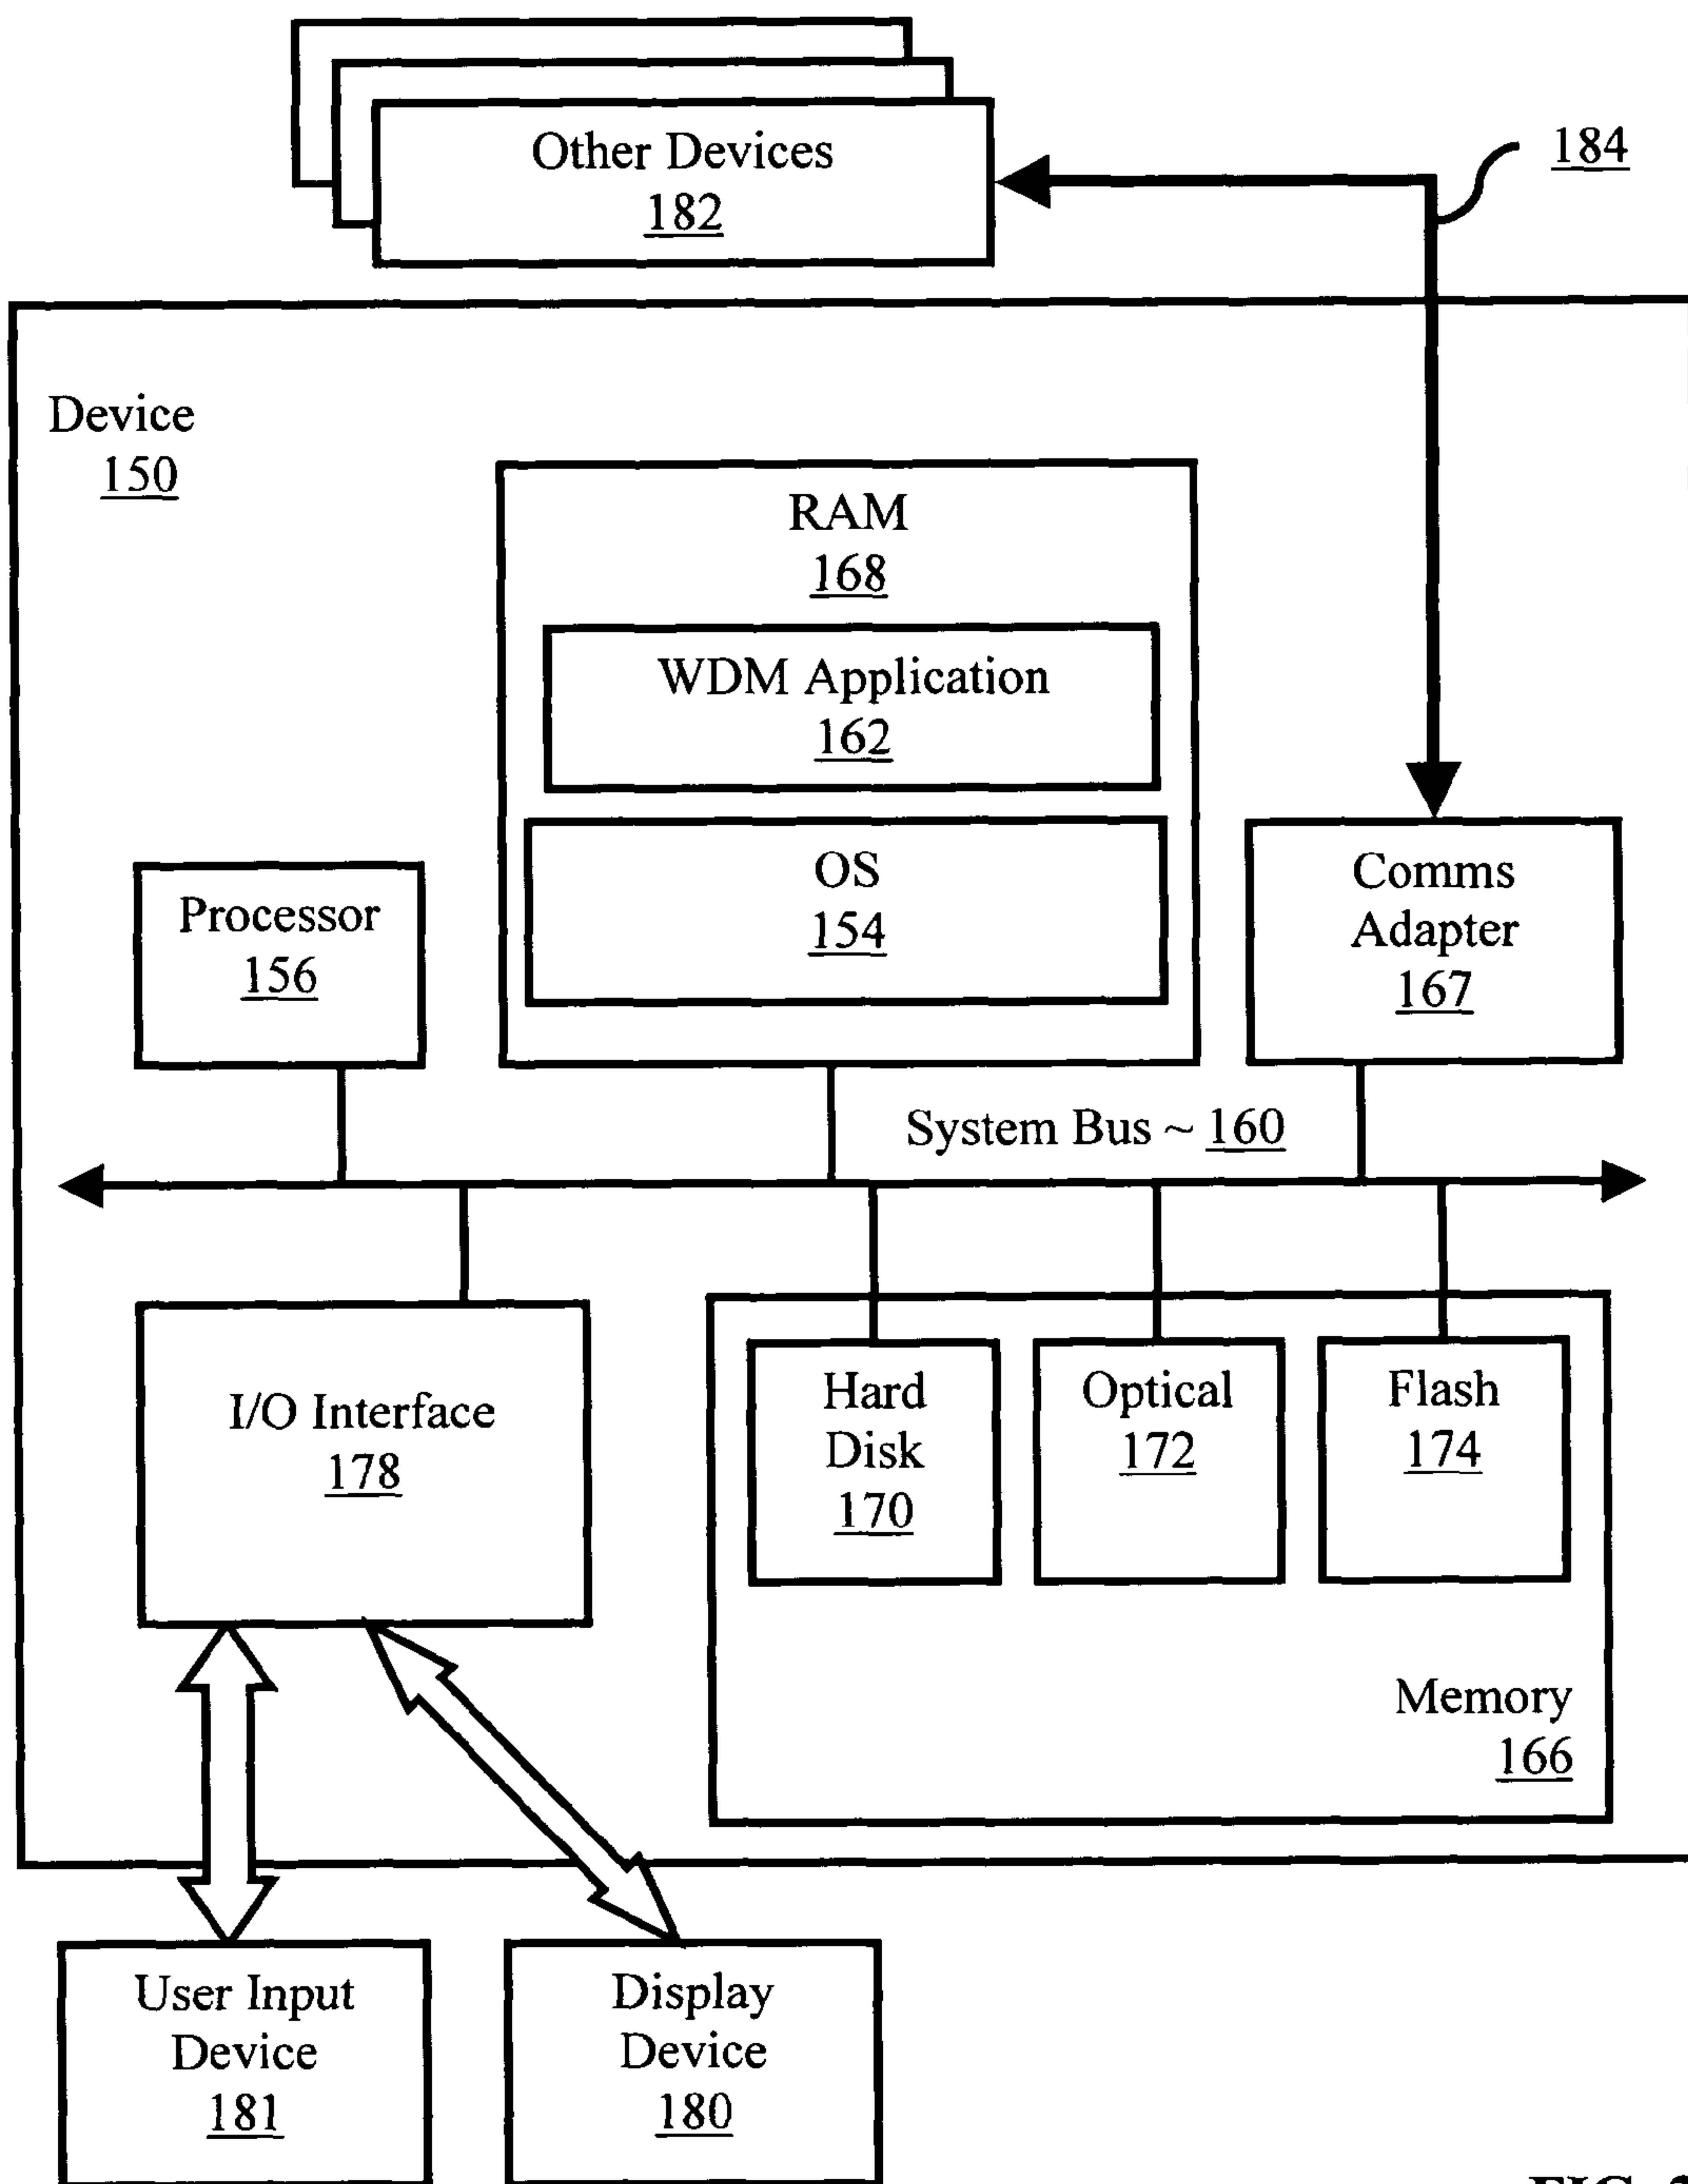 Other Devices
182
184
Device
150
RAM
168
WDM Application
162
OS
154
Processor
156
Comms
Adapter
167
System Bus ~ 160
I/O Interface
178
Hard
Disk
170
Optical
172
Flash
174
Memory
166
User Input
Device
181
Display
Device
180